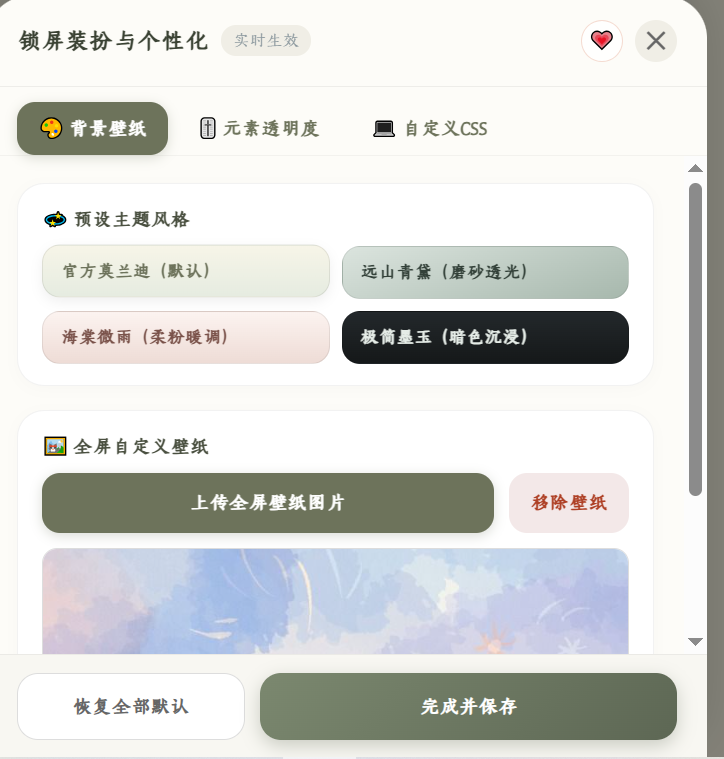 锁屏装扮与个性化 实时生效
背景壁纸 元素透明度 自定义CSS
预设主题风格
官方莫兰迪（默认） 远山青黛（磨砂透光）
海棠微雨（柔粉暖调） 极简墨玉（暗色沉浸）
全屏自定义壁纸
上传全屏壁纸图片 移除壁纸
恢复全部默认 完成并保存